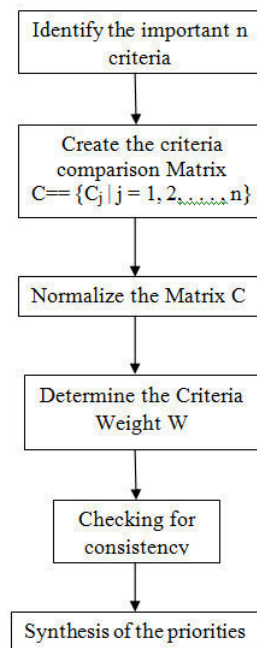 Identify the important n
criteria
Create the criteria
comparison Matrix
C== {Cj | j = 1, 2, . . . , n}
Normalize the Matrix C
Determine the Criteria
Weight W
Checking for
consistency
Synthesis of the priorities